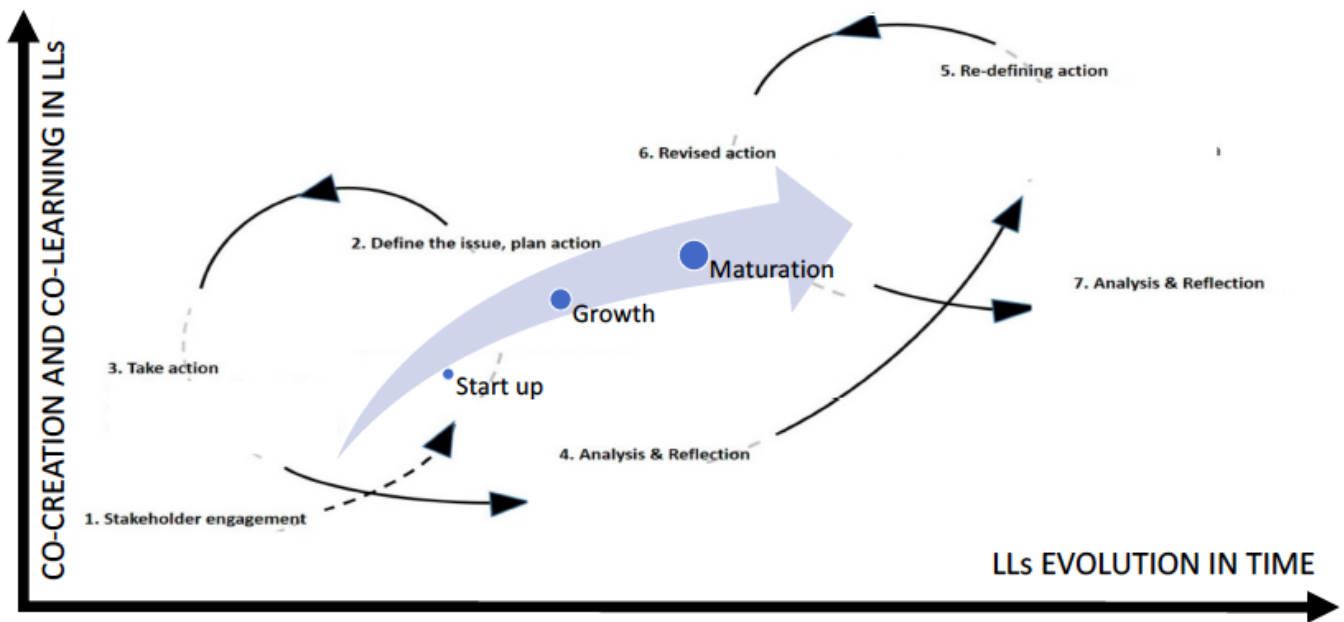 CO-CREATION AND CO-LEARNING IN LLs
5. Re-defining action
6. Revised action
2. Define the issue, plan action
Maturation
7. Analysis & Reflection
Growth
3. Take action
Start up
4. Analysis & Reflection
1. Stakeholder engagement
LLs EVOLUTION IN TIME